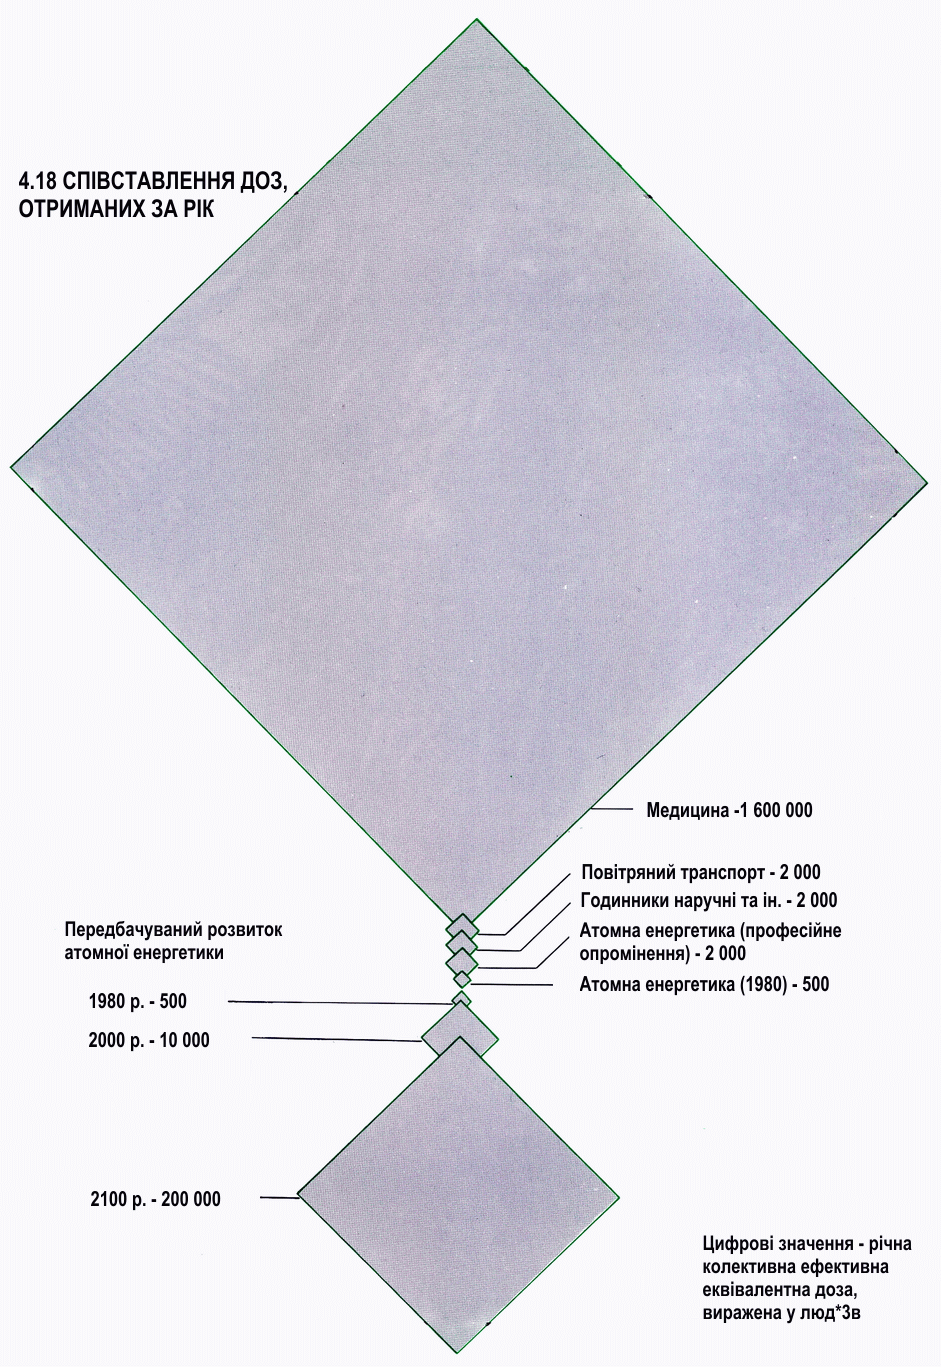 4.18 СПІВСТАВЛЕННЯ ДОЗ,
ОТРИМАНИХ ЗА РІК
Медицина -1 600 000
Повітряний транспорт - 2 000
Годинники наручні та ін. - 2 000
Атомна енергетика (професійне
опромінення) - 2 000
Атомна енергетика (1980) - 500
Передбачуваний розвиток
атомної енергетики
1980 р. - 500
2000 р. - 10 000
2100 р. - 200 000
Цифрові значення - річна
колективна ефективна
еквівалентна доза,
виражена у люд*Зв